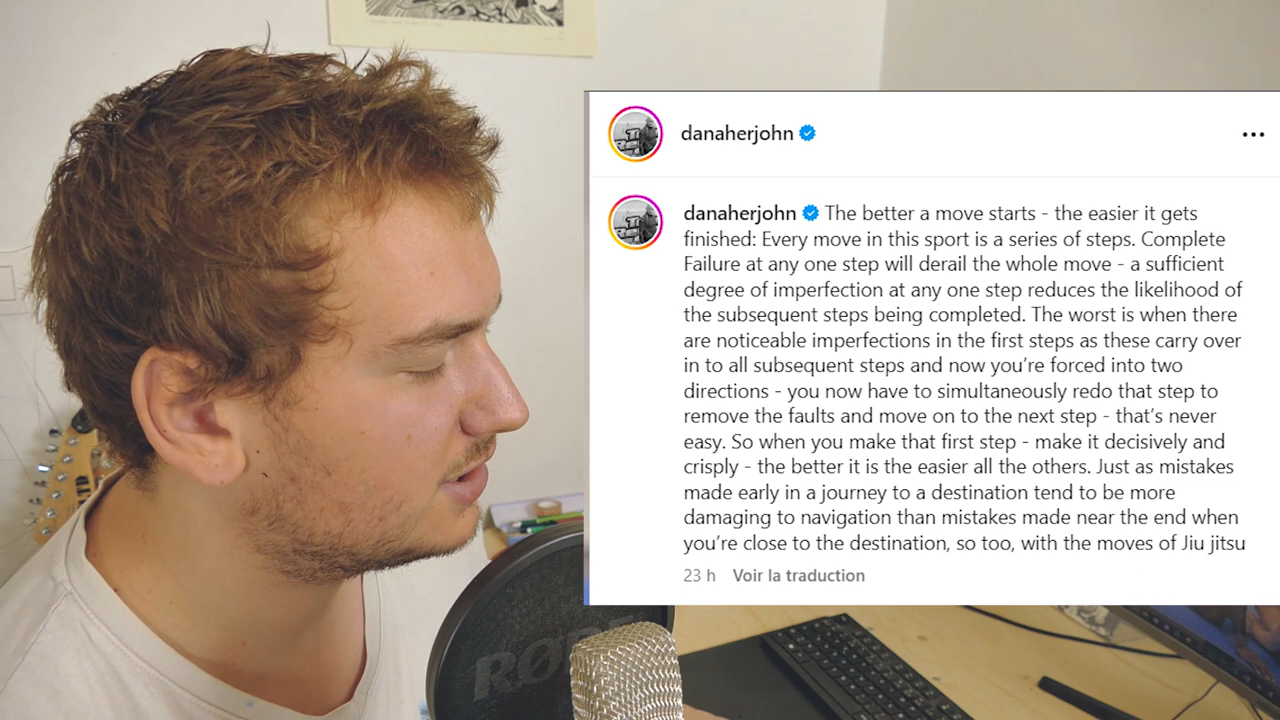 danaherjohn
danaherjohn The better a move starts - the easier it gets
finished: Every move in this sport is a series of steps. Complete
Failure at any one step will derail the whole move - a sufficient
degree of imperfection at any one step reduces the likelihood of
the subsequent steps being completed. The worst is when there
are noticeable imperfections in the first steps as these carry over
in to all subsequent steps and now you're forced into two
directions - you now have to simultaneously redo that step to
remove the faults and move on to the next step - that's never
easy. So when you make that first step - make it decisively and
crisply - the better it is the easier all the others. Just as mistakes
made early in a journey to a destination tend to be more
damaging to navigation than mistakes made near the end when
you're close to the destination, so too, with the moves of Jiu jitsu
23 h Voir la traduction
RØDE